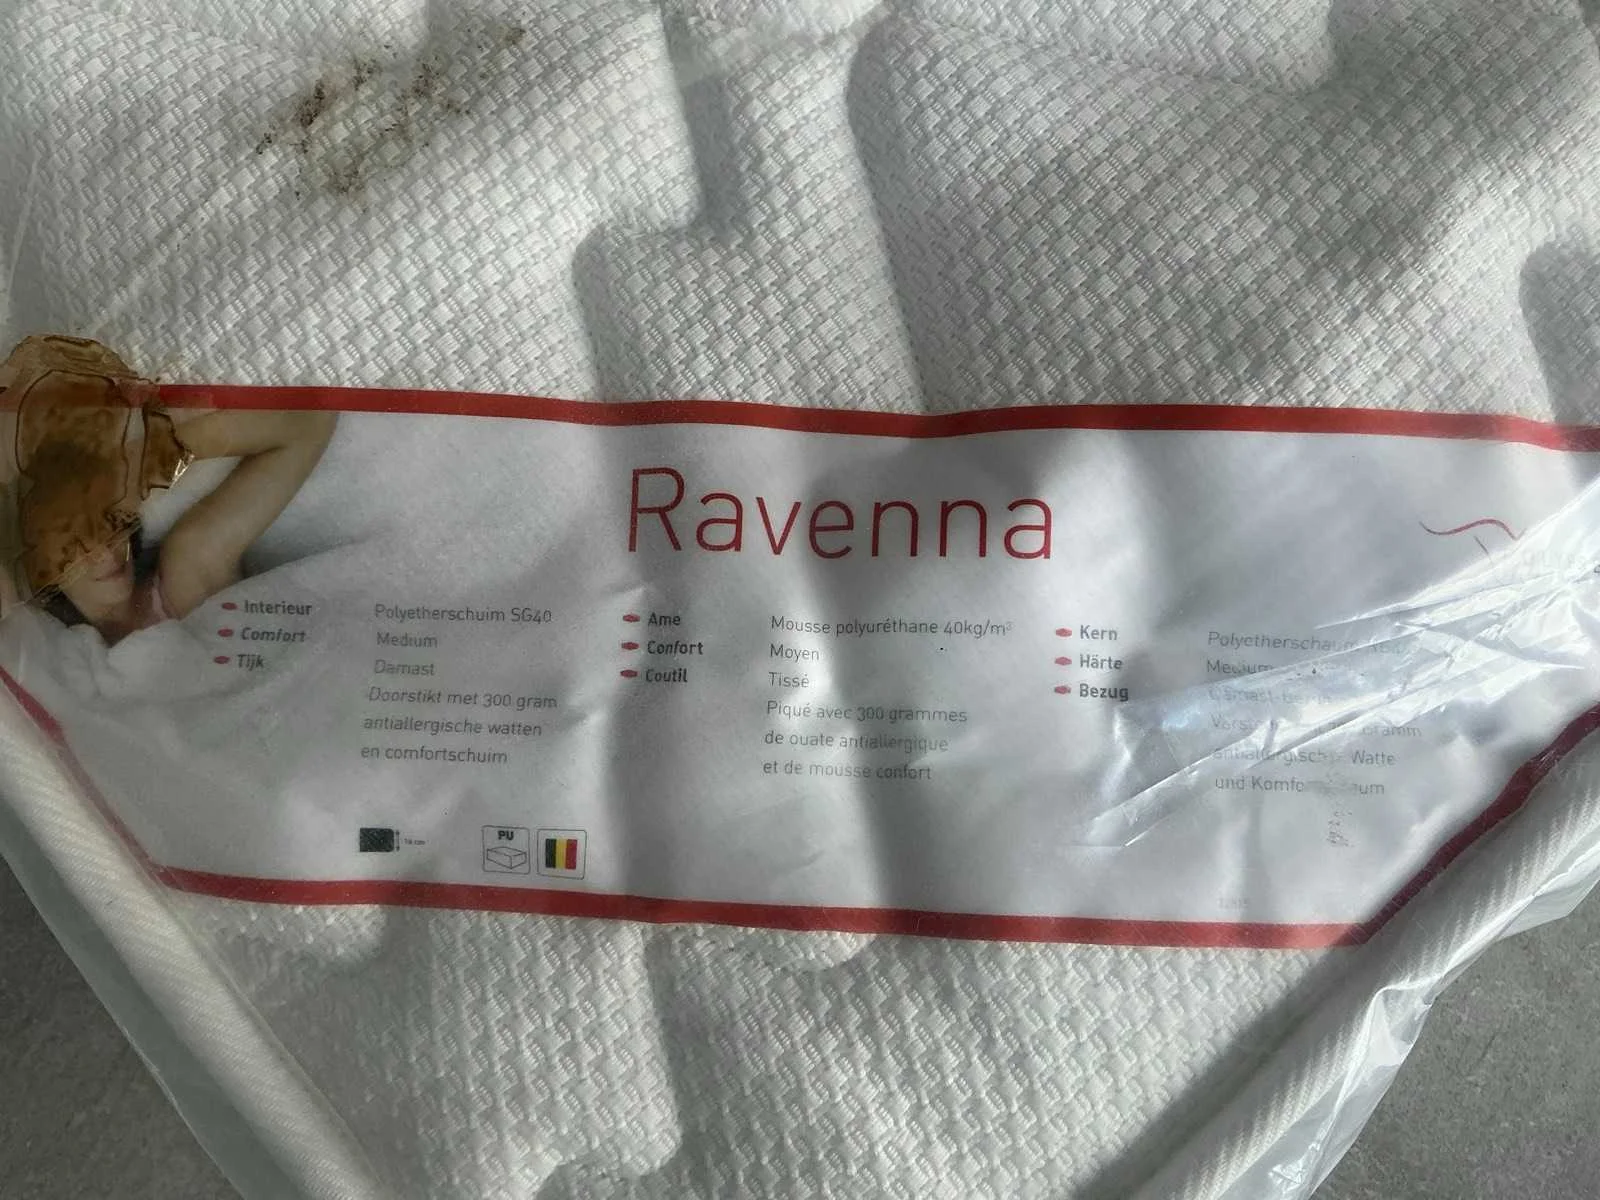 Ravenna
Interieur Polyetherschuim SG40
Comfort Medium
Tijk Damast
Doorstikt met 300 gram
antiallergische watten
en comfortschuim
Ame Mousse polyuréthane 40kg/m³
Confort Moyen
Coutil Tissé
Piqué avec 300 grammes
de ouate antiallergique
et de mousse confort
Kern Polyetherschaum
Härte Medium
Bezug
Watte
und
PU